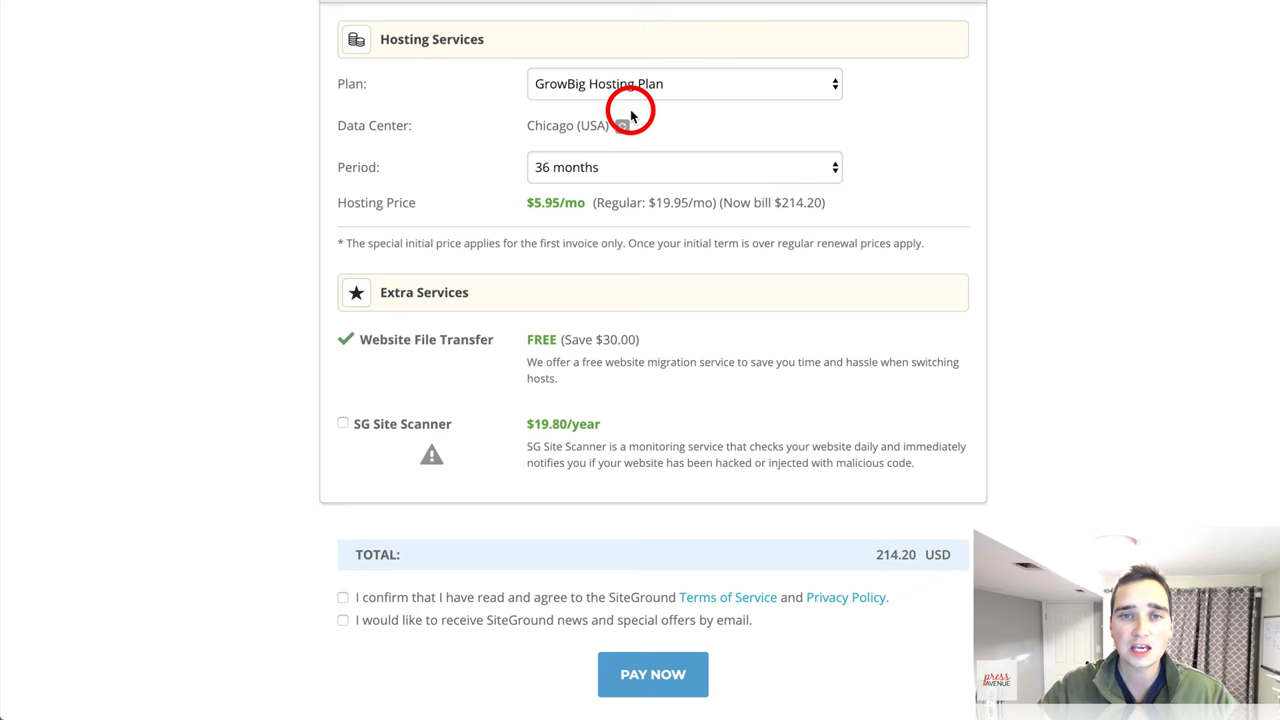 Hosting Services
Plan: GrowBig Hosting Plan
Data Center: Chicago (USA)
Period: 36 months
Hosting Price $5.95/mo (Regular: $19.95/mo) (Now bill $214.20)
* The special initial price applies for the first invoice only. Once your initial term is over regular renewal prices apply.
Extra Services
Website File Transfer FREE (Save $30.00)
We offer a free website migration service to save you time and hassle when switching
hosts.
SG Site Scanner $19.80/year
SG Site Scanner is a monitoring service that checks your website daily and immediately
notifies you if your website has been hacked or injected with malicious code.
TOTAL: 214.20 USD
I confirm that I have read and agree to the SiteGround Terms of Service and Privacy Policy.
I would like to receive SiteGround news and special offers by email.
PAY NOW
press
AVENUE